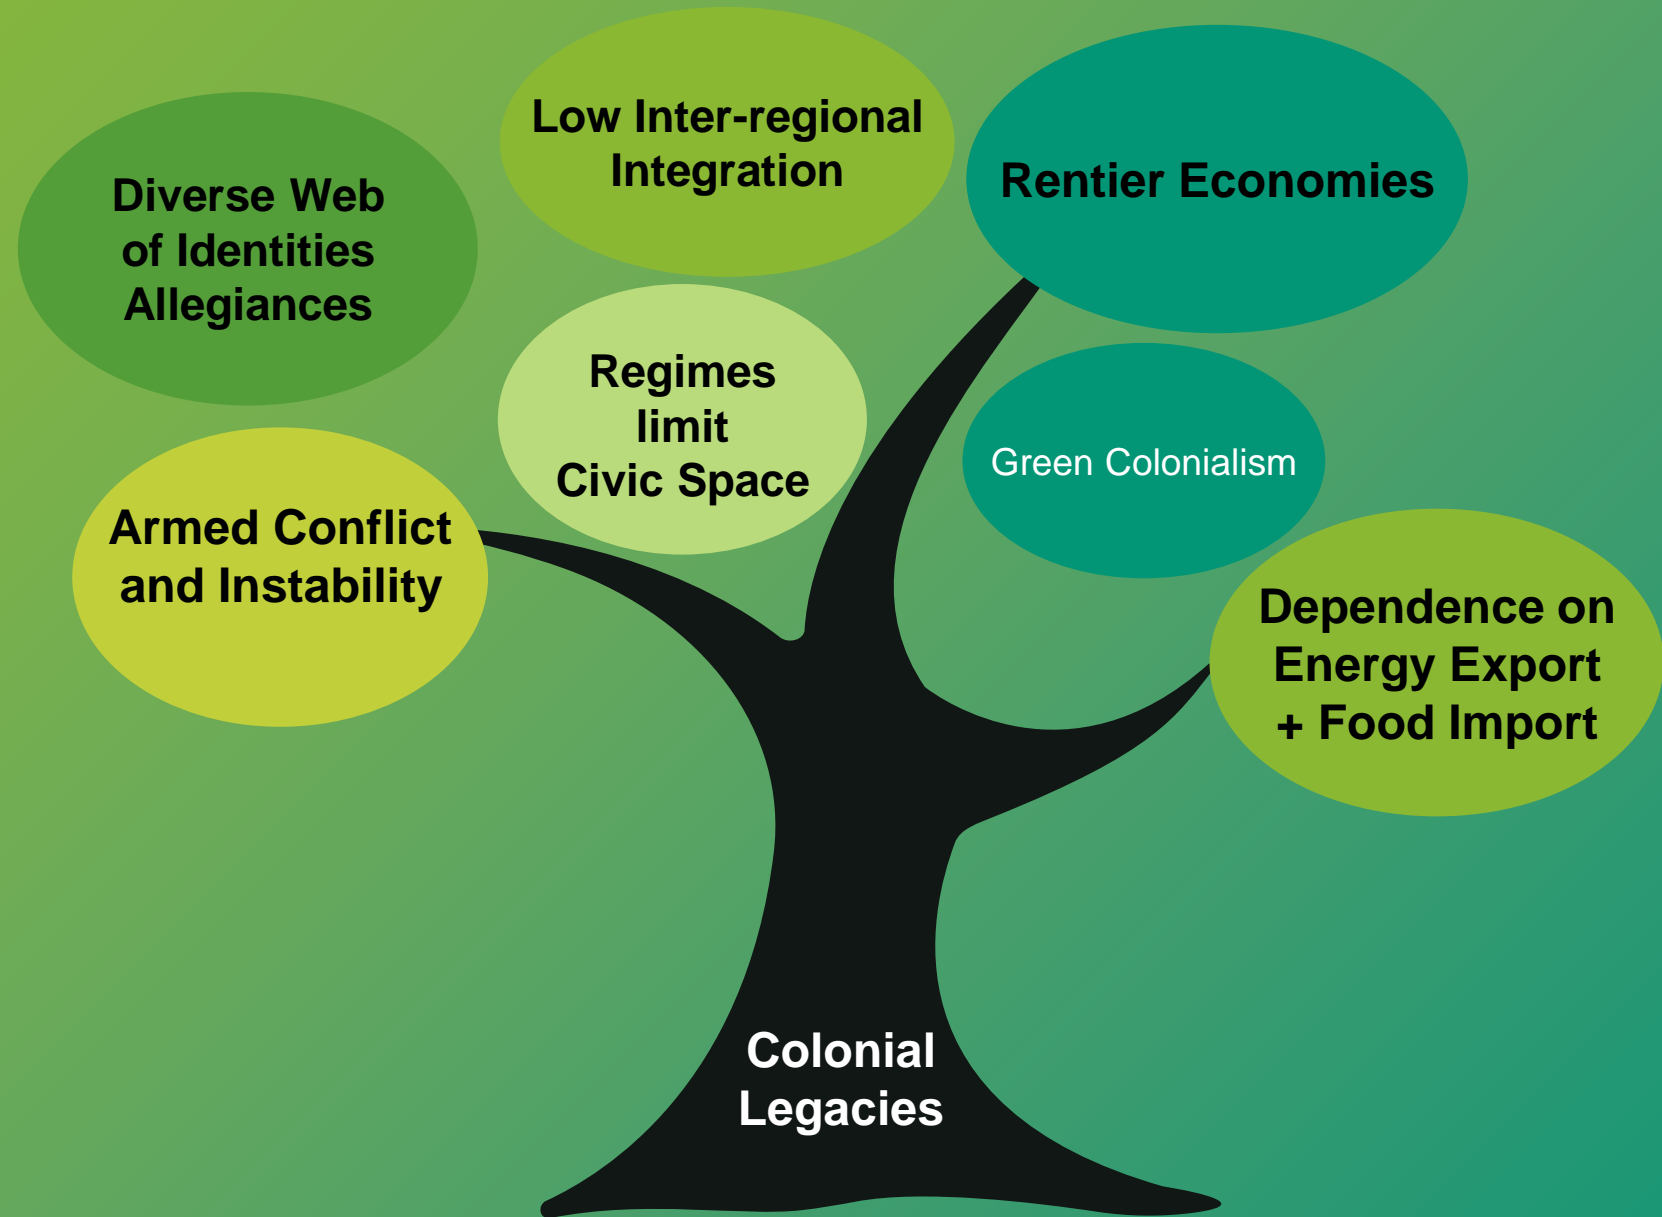 Low Inter-regional
Integration
Rentier Economies
Diverse Web
of Identities
Allegiances
Regimes
limit
Civic Space
Green Colonialism
Armed Conflict
and Instability
Dependence on
Energy Export
+ Food Import
Colonial
Legacies